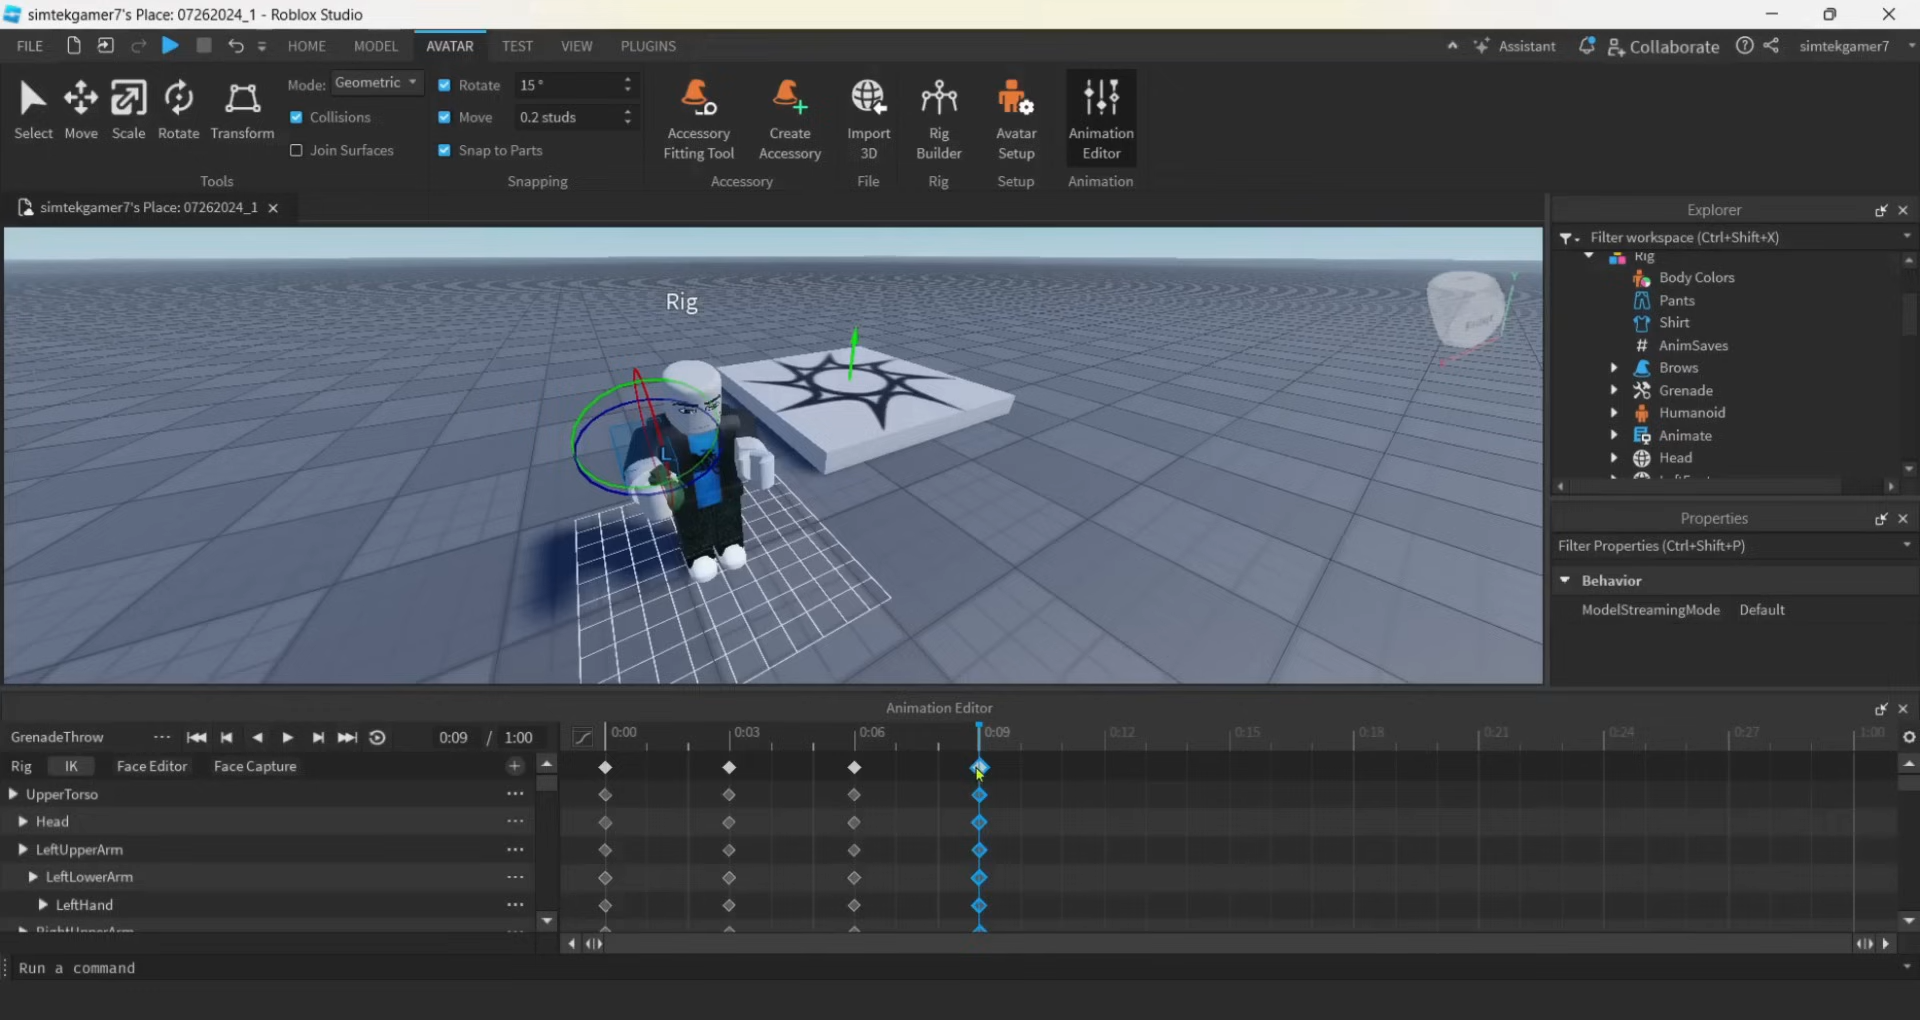 simtekgamer7's Place: 07262024_1 - Roblox Studio
FILE HOME MODEL AVATAR TEST VIEW PLUGINS Assistant Collaborate simtekgamer7
Select Move Scale Rotate Transform
Mode: Geometric
Collisions
Join Surfaces
Tools
Rotate 15 °
Move 0.2 studs
Snap to Parts
Snapping
Accessory
Fitting Tool
Create
Accessory
Accessory
Import
3D
File
Rig
Builder
Rig
Avatar
Setup
Setup
Animation
Editor
Animation
simtekgamer7's Place: 07262024_1
Rig
L
Explorer
Filter workspace (Ctrl+Shift+X)
Rig
Body Colors
Pants
Shirt
AnimSaves
Brows
Grenade
Humanoid
Animate
Head
Properties
Filter Properties (Ctrl+Shift+P)
Behavior
ModelStreamingMode Default
Animation Editor
GrenadeThrow 0:09 / 1:00
0:00 0:03 0:06 0:09 0:12 0:15 0:18 0:21 0:24 0:27 1:00
Rig IK Face Editor Face Capture
UpperTorso
Head
LeftUpperArm
LeftLowerArm
LeftHand
RightUpperArm
Run a command